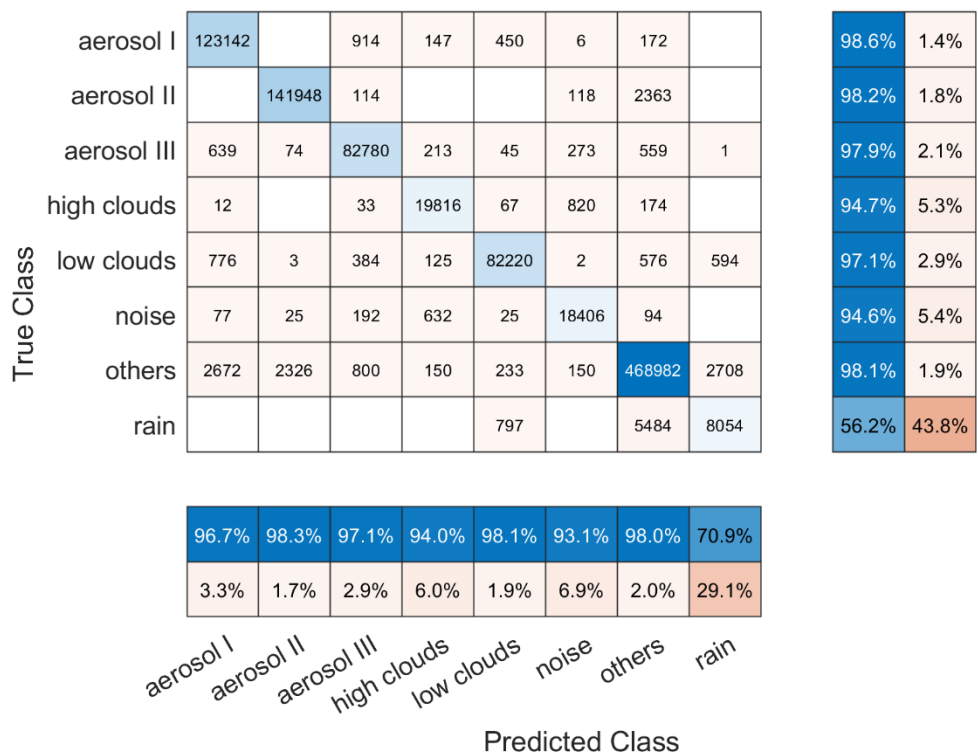 aerosol I 123142 914 147 450 6 172 98.6% 1.4%
aerosol II 141948 114 118 2363 98.2% 1.8%
aerosol III 639 74 82780 213 45 273 559 1 97.9% 2.1%
high clouds 12 33 19816 67 820 174 94.7% 5.3%
low clouds 776 3 384 125 82220 2 576 594 97.1% 2.9%
noise 77 25 192 632 25 18406 94 94.6% 5.4%
others 2672 2326 800 150 233 150 468982 2708 98.1% 1.9%
rain 797 5484 8054 56.2% 43.8%
True Class
96.7% 98.3% 97.1% 94.0% 98.1% 93.1% 98.0% 70.9%
3.3% 1.7% 2.9% 6.0% 1.9% 6.9% 2.0% 29.1%
aerosol I aerosol II aerosol III high clouds low clouds noise others rain
Predicted Class